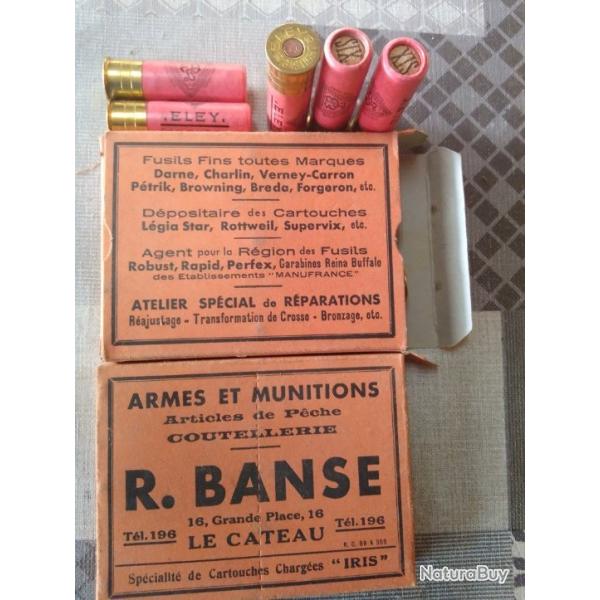 .ELEY.
ELEY
SIX
SIX
Fusils Fins toutes Marques
Darne, Charlin, Verney-Carron
Pétrik, Browning, Breda, Forgeron, etc.
Dépositaire des Cartouches
Légia Star, Rottweil, Supervix, etc.
Agent pour la Région des Fusils
Robust, Rapid, Perfex, Carabines Reina Buffalo
des Etablissements "MANUFRANCE"
ATELIER SPÉCIAL de RÉPARATIONS
Réajustage - Transformation de Crosse - Bronzage, etc.
ARMES ET MUNITIONS
Articles de Pêche
COUTELLERIE
R. BANSE
16, Grande Place, 16
Tél. 196 LE CATEAU Tél. 196
Spécialité de Cartouches Chargées "IRIS"
NaturaBuy